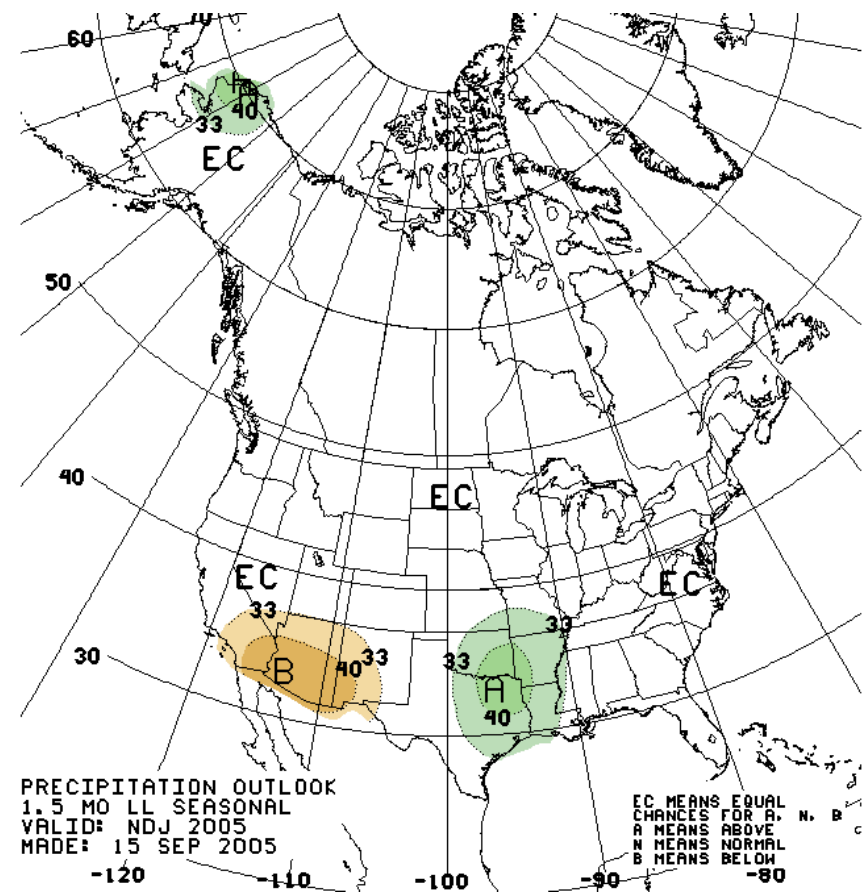 70
60
A
A
33 40
EC
50
40
EC
EC
EC
33
33
33
40 33
30
B
A
40
PRECIPITATION OUTLOOK
1.5 MO LL SEASONAL
VALID: NDJ 2005
MADE: 15 SEP 2005
EC MEANS EQUAL
CHANCES FOR A, N, B
A MEANS ABOVE
N MEANS NORMAL
B MEANS BELOW
-120 -110 -100 -90 -80